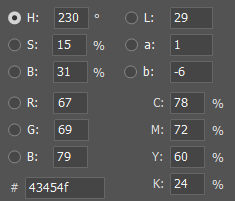 H: 230 ° L: 29
S: 15 % a: 1
B: 31 % b: -6
R: 67 C: 78 %
G: 69 M: 72 %
B: 79 Y: 60 %
# 43454f K: 24 %